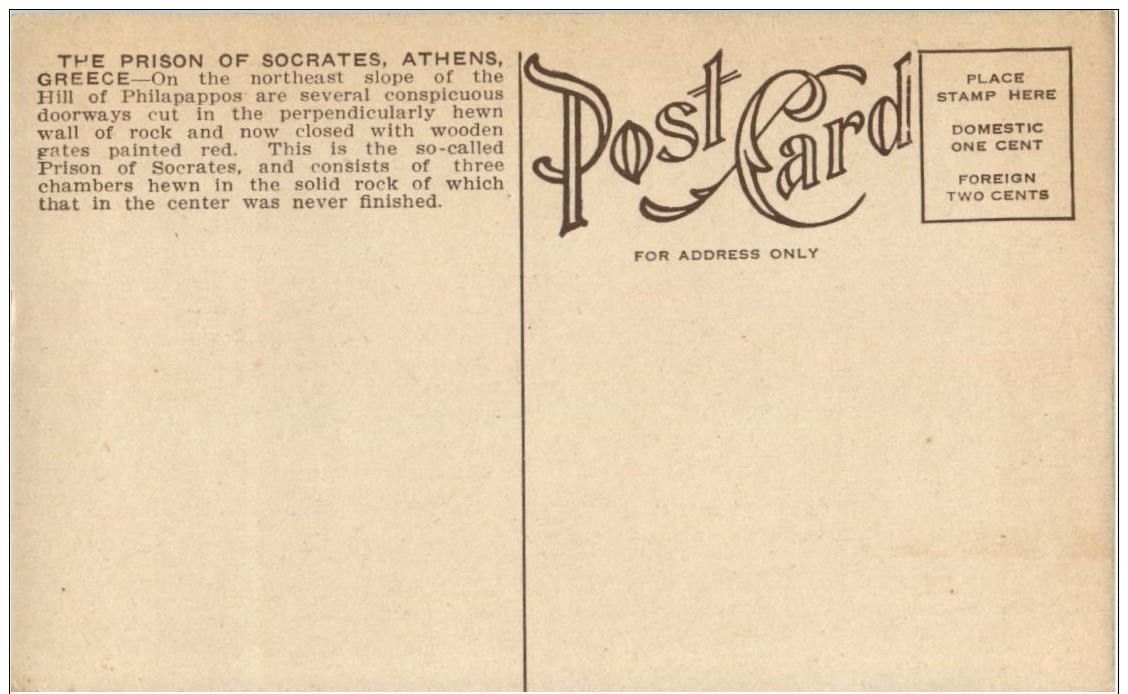 THE PRISON OF SOCRATES, ATHENS,
GREECE—On the northeast slope of the
Hill of Philapappos are several conspicuous
doorways cut in the perpendicularly hewn
wall of rock and now closed with wooden
gates painted red. This is the so-called
Prison of Socrates, and consists of three
chambers hewn in the solid rock of which
that in the center was never finished.
Post Card
FOR ADDRESS ONLY
PLACE
STAMP HERE
DOMESTIC
ONE CENT
FOREIGN
TWO CENTS